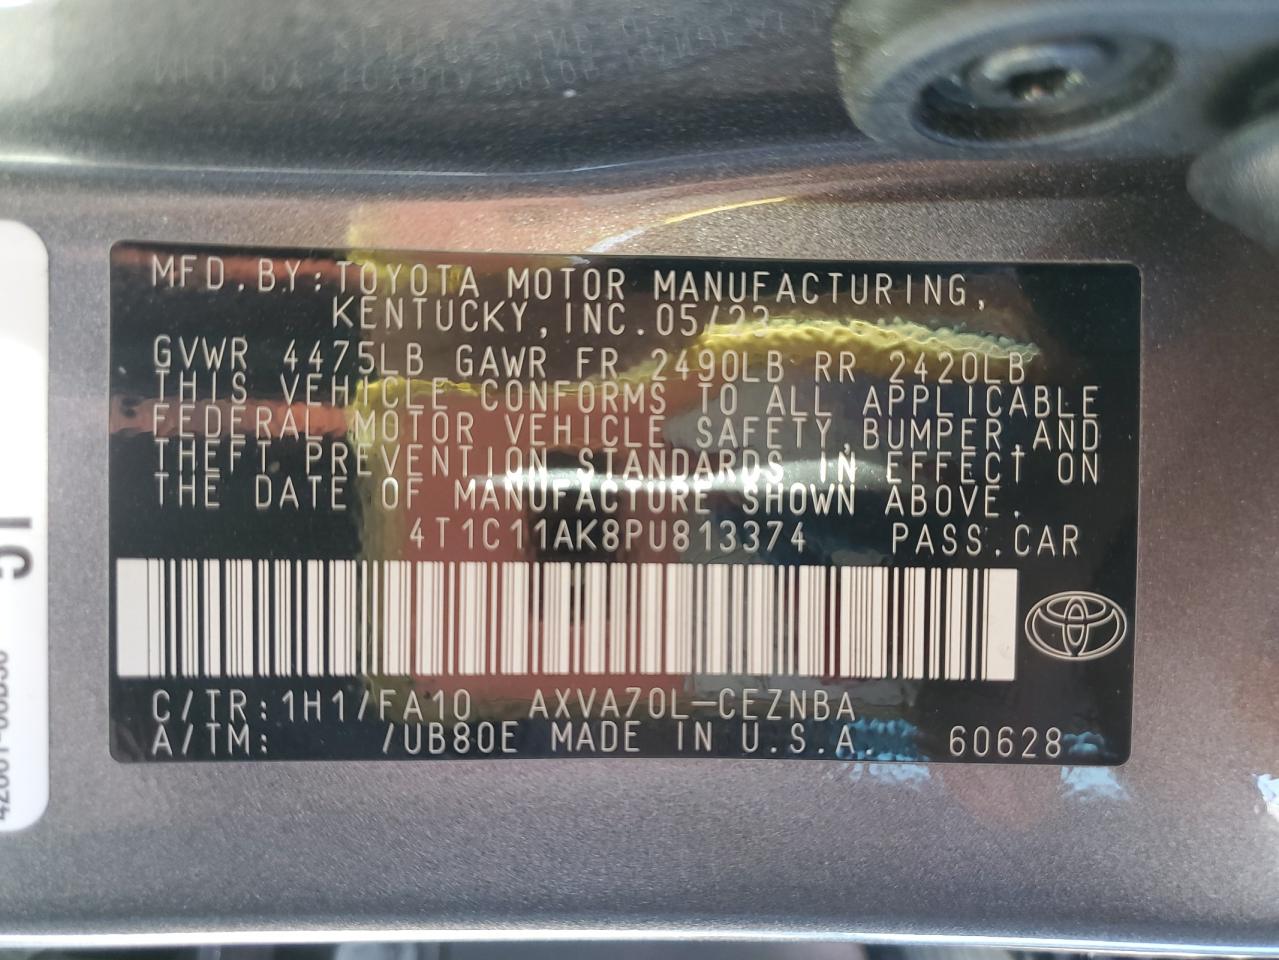 MFD.BY:TOYOTA MOTOR MANUFACTURING,
KENTUCKY,INC.05/23
GVWR 4475LB GAWR FR 2490LB RR 2420LB
THIS VEHICLE CONFORMS TO ALL APPLICABLE
FEDERAL MOTOR VEHICLE SAFETY,BUMPER,AND
THEFT PREVENTION STANDARDS IN EFFECT ON
THE DATE OF MANUFACTURE SHOWN ABOVE.
4T1C11AK8PU813374 PASS.CAR
C/TR:1H1/FA10 AXVA70L-CEZNBA
A/TM: /UB80E MADE IN U.S.A. 60628